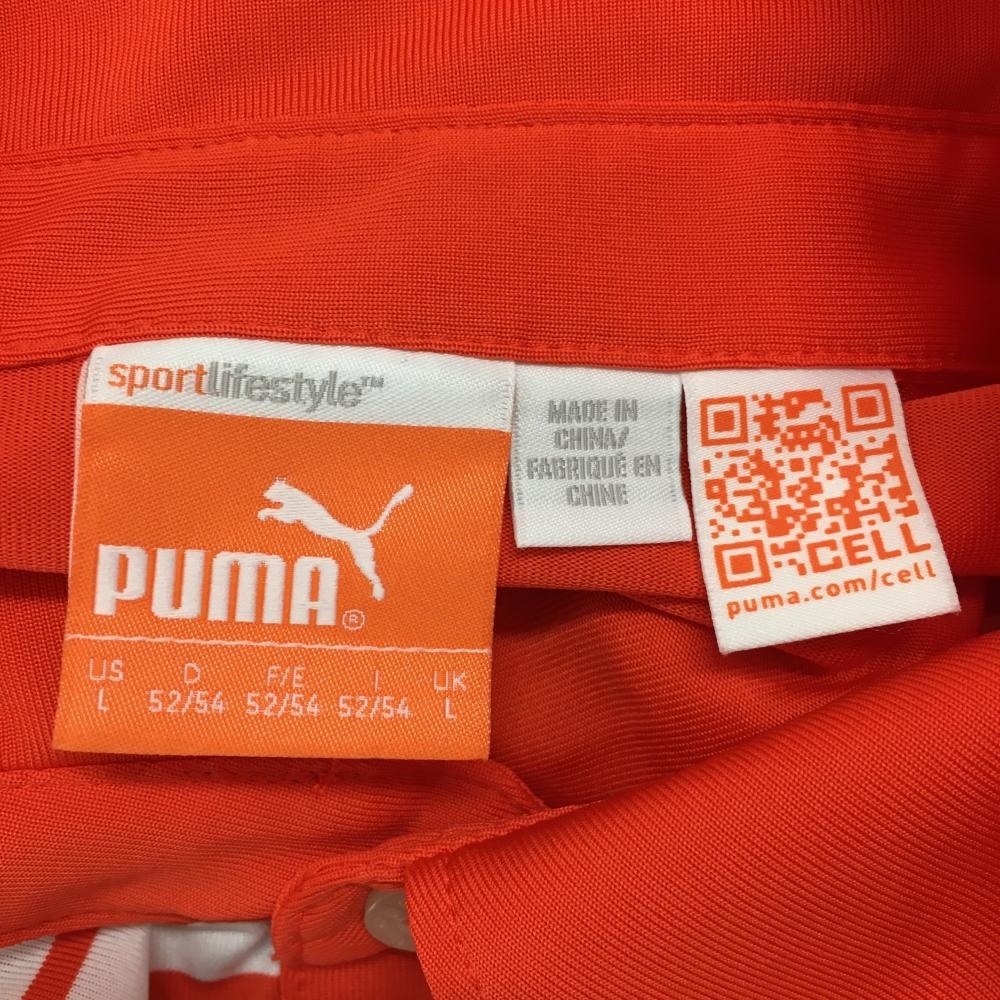 sportlifestyle™
PUMA®
US D F/E I UK
L 52/54 52/54 52/54 L
MADE IN
CHINA/
FABRIQUÉ EN
CHINE
CELL
puma.com/cell